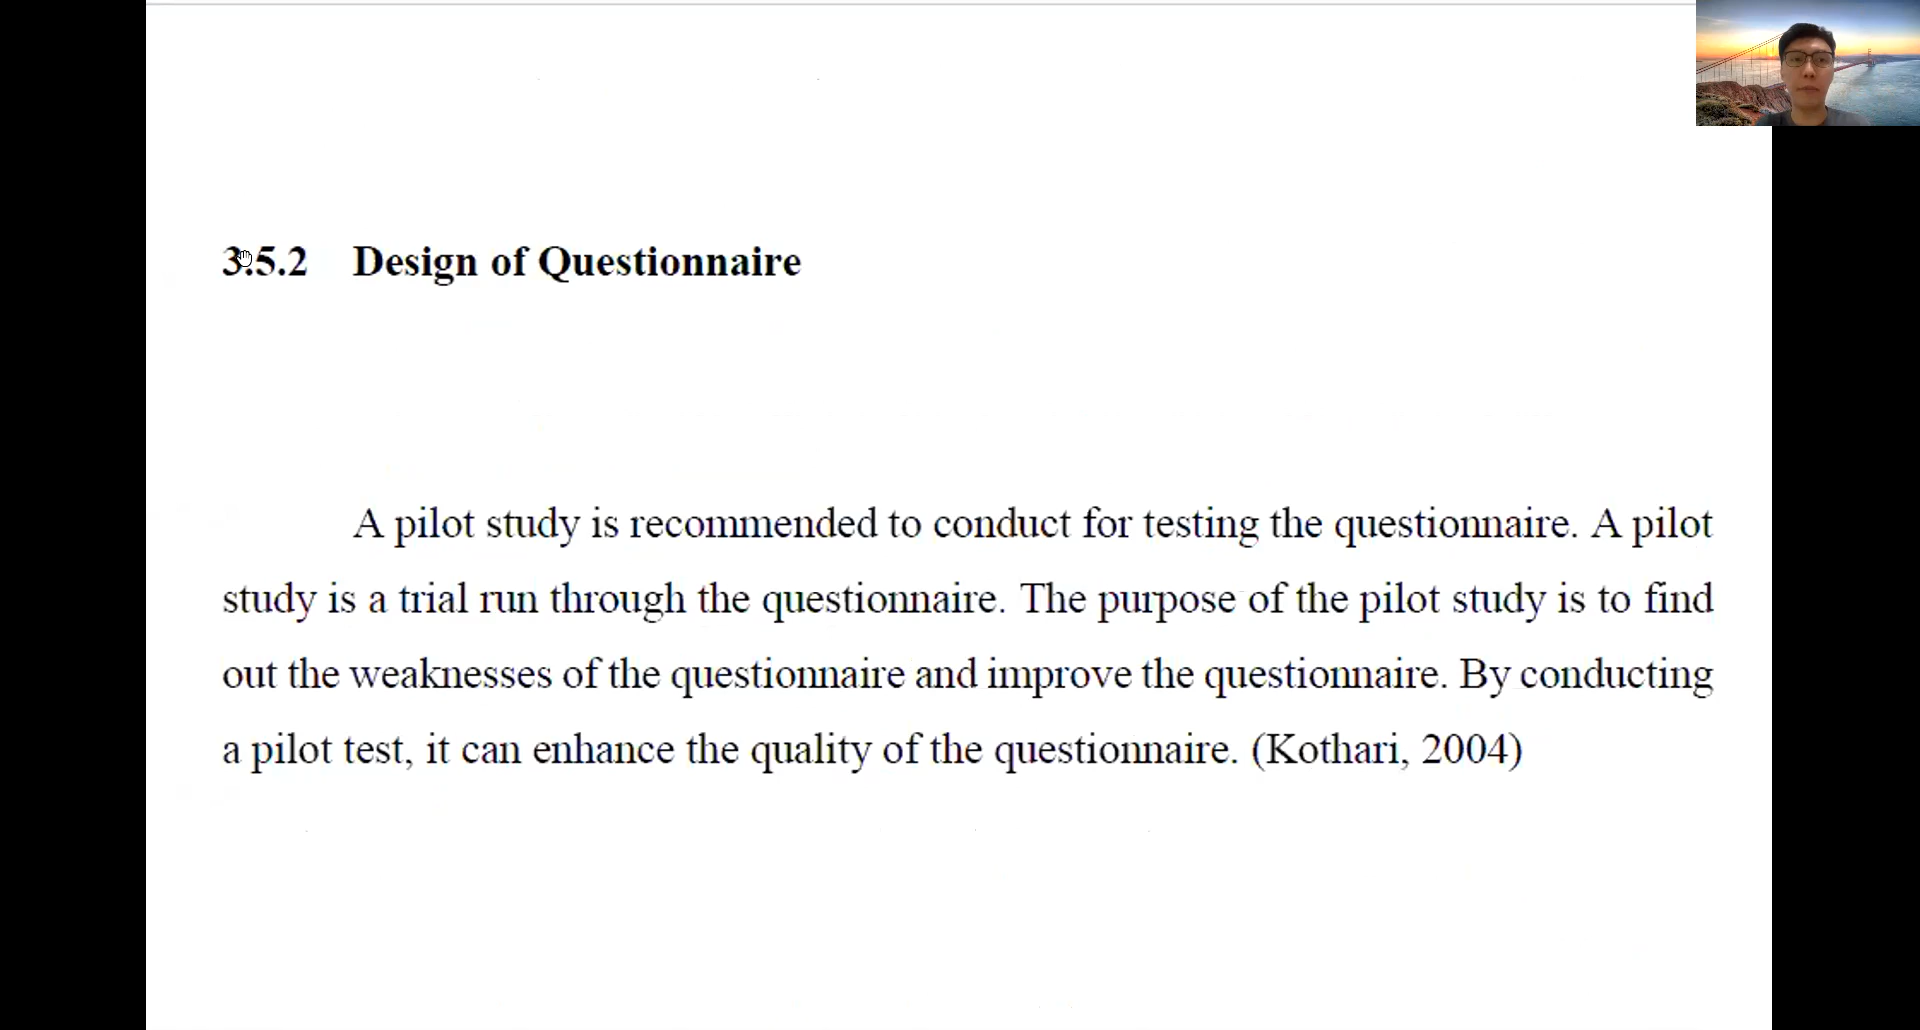 3.5.2 Design of Questionnaire
A pilot study is recommended to conduct for testing the questionnaire. A pilot
study is a trial run through the questionnaire. The purpose of the pilot study is to find
out the weaknesses of the questionnaire and improve the questionnaire. By conducting
a pilot test, it can enhance the quality of the questionnaire. (Kothari, 2004)